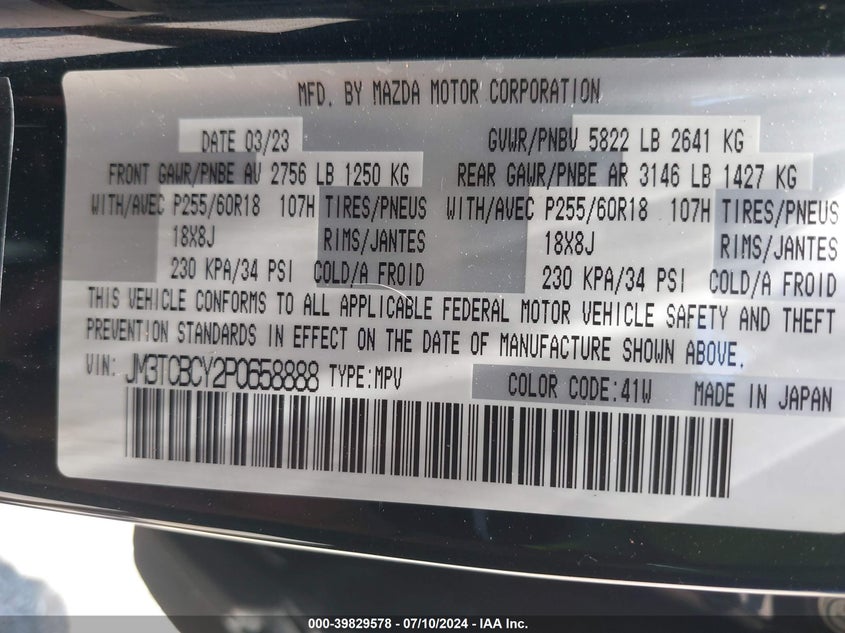 MFD. BY MAZDA MOTOR CORPORATION
DATE 03/23 GVWR/PNBV 5822 LB 2641 KG
FRONT GAWR/PNBE AV 2756 LB 1250 KG REAR GAWR/PNBE AR 3146 LB 1427 KG
WITH/AVEC P255/60R18 107H TIRES/PNEUS WITH/AVEC P255/60R18 107H TIRES/PNEUS
18X8J RIMS/JANTES 18X8J RIMS/JANTES
230 KPA/34 PSI COLD/A FROID 230 KPA/34 PSI COLD/A FROID
THIS VEHICLE CONFORMS TO ALL APPLICABLE FEDERAL MOTOR VEHICLE SAFETY AND THEFT
PREVENTION STANDARDS IN EFFECT ON THE DATE OF MANUFACTURE SHOWN ABOVE.
VIN: JM3TCBCY2P0658888 TYPE:MPV COLOR CODE:41W MADE IN JAPAN
000-39829578 - 07/10/2024 - IAA Inc.